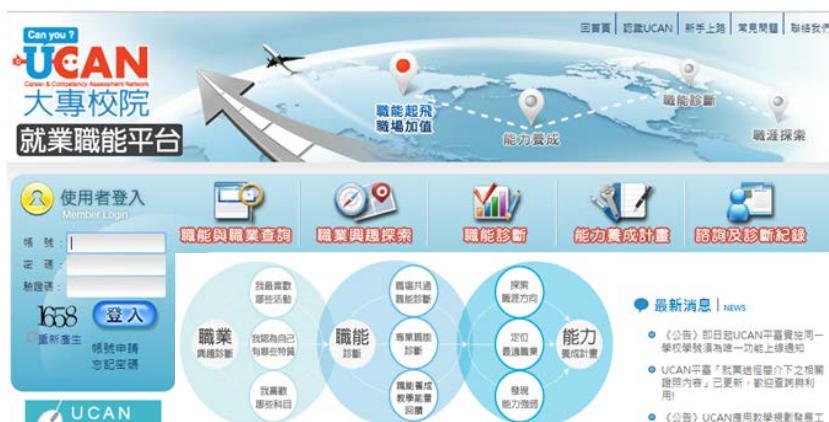 Can you ?
UCAN
Career & Competency Assessment Network
大專校院
就業職能平台
回首頁 認識UCAN 新手上路 常見問題 聯絡我們
職能起飛
職場加值
能力養成
職能診斷
職涯探索
使用者登入
Member Login
帳 號：
密 碼：
驗證碼：
1658
登入
重新產生
帳號申請
忘記密碼
UCAN
職能與職業查詢
職業興趣探索
職能診斷
能力養成計畫
諮詢及診斷紀錄
職業
興趣診斷
我最喜歡
哪些活動
我認為自己
有哪些特質
我喜歡
哪些科目
職能
診斷
職場共通
職能診斷
專業職能
診斷
職能養成
教學能量
回饋
探索
職涯方向
定位
最適職業
發現
能力強弱
能力
養成計畫
最新消息 | NEWS
《公告》即日起UCAN平臺實施同一
學校學號須為唯一功能上線通知
UCAN平臺「就業途徑簡介下之相關
證照內容」已更新，歡迎查詢與利
用!
《公告》UCAN應用教學規劃發展工